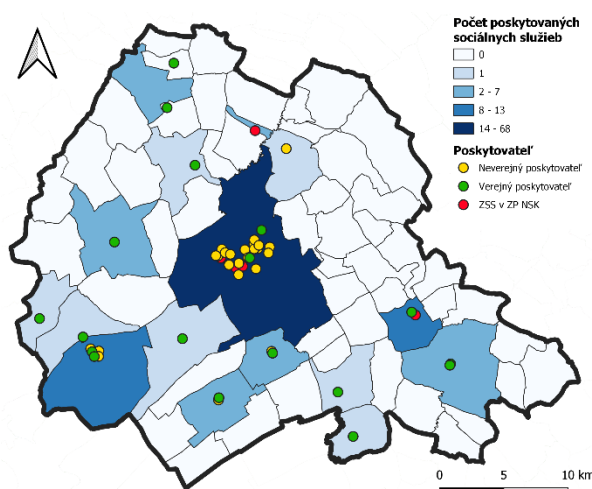 Počet poskytovaných
sociálnych služieb
0
1
2 - 7
8 - 13
14 - 68
Poskytovateľ
Neverejný poskytovateľ
Verejný poskytovateľ
ZSS v ZP NSK
0 5 10 km